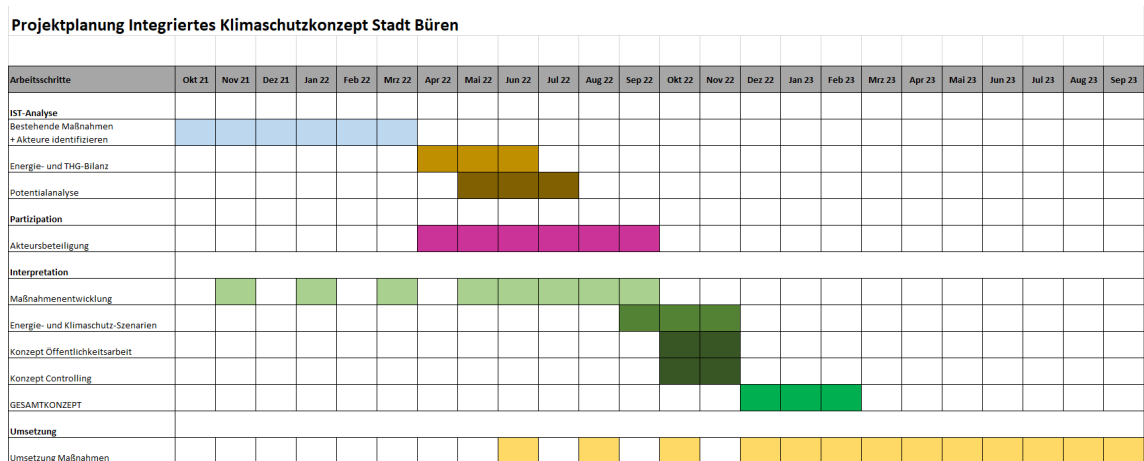 Projektplanung Integriertes Klimaschutzkonzept Stadt Büren
Arbeitsschritte Okt 21 Nov 21 Dez 21 Jan 22 Feb 22 Mrz 22 Apr 22 Mai 22 Jun 22 Jul 22 Aug 22 Sep 22 Okt 22 Nov 22 Dez 22 Jan 23 Feb 23 Mrz 23 Apr 23 Mai 23 Jun 23 Jul 23 Aug 23 Sep 23
IST-Analyse
Bestehende Maßnahmen
+ Akteure identifizieren
Energie- und THG-Bilanz
Potentialanalyse
Partizipation
Akteursbeteiligung
Interpretation
Maßnahmenentwicklung
Energie- und Klimaschutz-Szenarien
Konzept Öffentlichkeitsarbeit
Konzept Controlling
GESAMTKONZEPT
Umsetzung
Umsetzung Maßnahmen